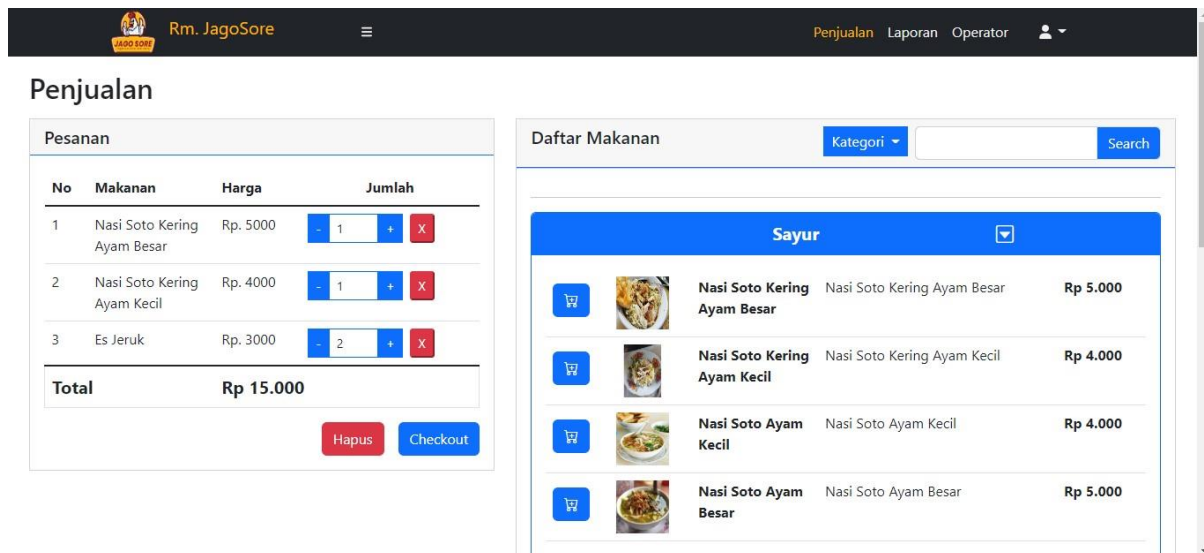 JAGO SORE
Rm. JagoSore
Penjualan Laporan Operator
Penjualan
Pesanan
No Makanan Harga Jumlah
1 Nasi Soto Kering Rp. 5000 - 1 + X
Ayam Besar
2 Nasi Soto Kering Rp. 4000 - 1 + X
Ayam Kecil
3 Es Jeruk Rp. 3000 - 2 + X
Total Rp 15.000
Hapus Checkout
Daftar Makanan Kategori Search
Sayur
Nasi Soto Kering Nasi Soto Kering Ayam Besar Rp 5.000
Ayam Besar
Nasi Soto Kering Nasi Soto Kering Ayam Kecil Rp 4.000
Ayam Kecil
Nasi Soto Ayam Nasi Soto Ayam Kecil Rp 4.000
Kecil
Nasi Soto Ayam Nasi Soto Ayam Besar Rp 5.000
Besar